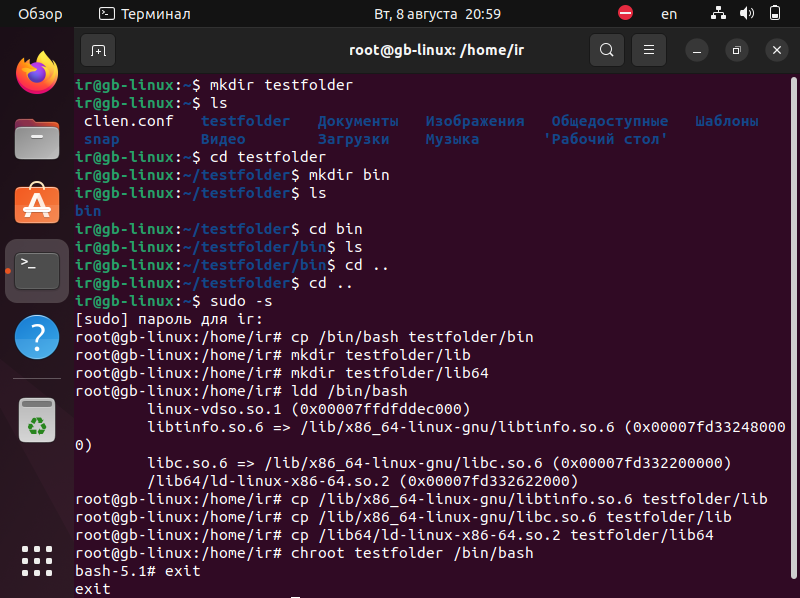 Обзор
Терминал
Вт, 8 августа 20:59
en
root@gb-linux: /home/ir
ir@gb-linux:~$ mkdir testfolder
ir@gb-linux:~$ ls
clien.conf testfolder Документы Изображения Общедоступные Шаблоны
snap Видео Загрузки Музыка 'Рабочий стол'
ir@gb-linux:~$ cd testfolder
ir@gb-linux:~/testfolder$ mkdir bin
ir@gb-linux:~/testfolder$ ls
bin
ir@gb-linux:~/testfolder$ cd bin
ir@gb-linux:~/testfolder/bin$ ls
ir@gb-linux:~/testfolder/bin$ cd ..
ir@gb-linux:~/testfolder$ cd ..
ir@gb-linux:~$ sudo -s
[sudo] пароль для ir:
root@gb-linux:/home/ir# cp /bin/bash testfolder/bin
root@gb-linux:/home/ir# mkdir testfolder/lib
root@gb-linux:/home/ir# mkdir testfolder/lib64
root@gb-linux:/home/ir# ldd /bin/bash
linux-vdso.so.1 (0x00007ffdfddec000)
libtinfo.so.6 => /lib/x86_64-linux-gnu/libtinfo.so.6 (0x00007fd33248000
0)
libc.so.6 => /lib/x86_64-linux-gnu/libc.so.6 (0x00007fd332200000)
/lib64/ld-linux-x86-64.so.2 (0x00007fd332622000)
root@gb-linux:/home/ir# cp /lib/x86_64-linux-gnu/libtinfo.so.6 testfolder/lib
root@gb-linux:/home/ir# cp /lib/x86_64-linux-gnu/libc.so.6 testfolder/lib
root@gb-linux:/home/ir# cp /lib64/ld-linux-x86-64.so.2 testfolder/lib64
root@gb-linux:/home/ir# chroot testfolder /bin/bash
bash-5.1# exit
exit